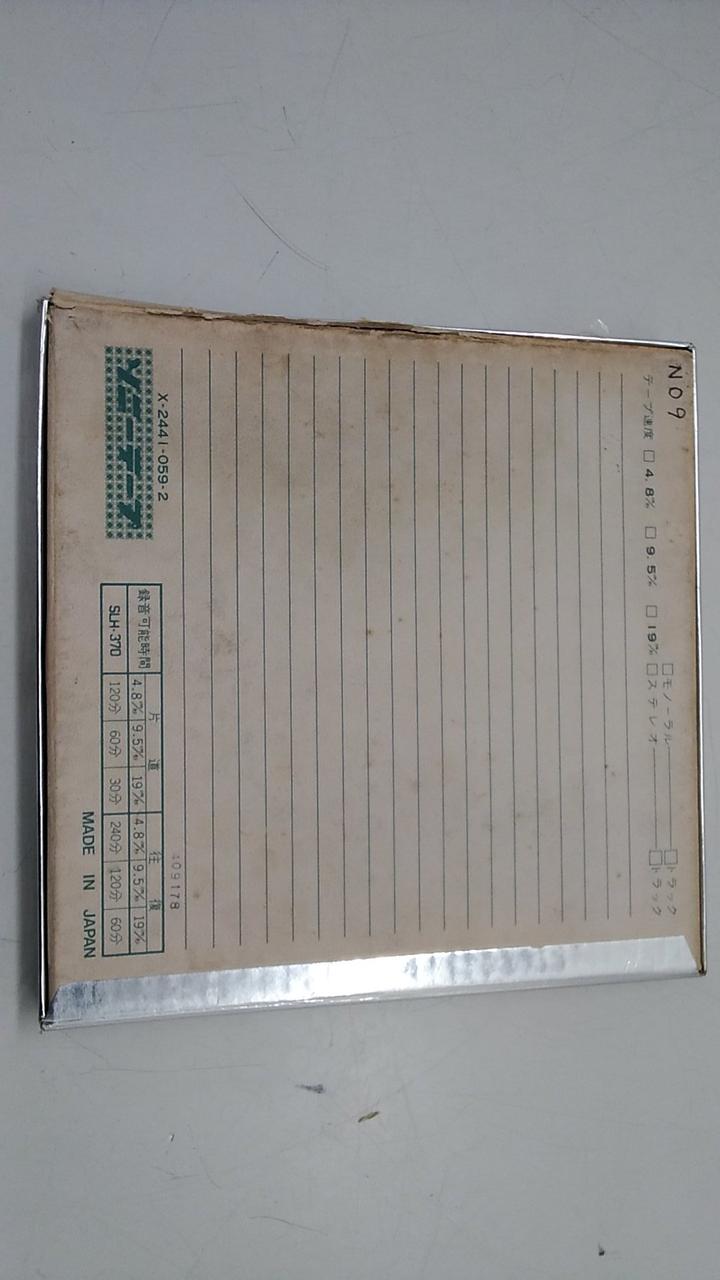 NO9
□モノーラル □トラック
テープ速度 □4.8% □9.5% □19% □ステレオ □トラック
409178
X-2441-059-2
ソニーテープ
録音可能時間 片道 往復
4.8% 9.5% 19% 4.8% 9.5% 19%
SLH-370 120分 60分 30分 240分 120分 60分
MADE IN JAPAN